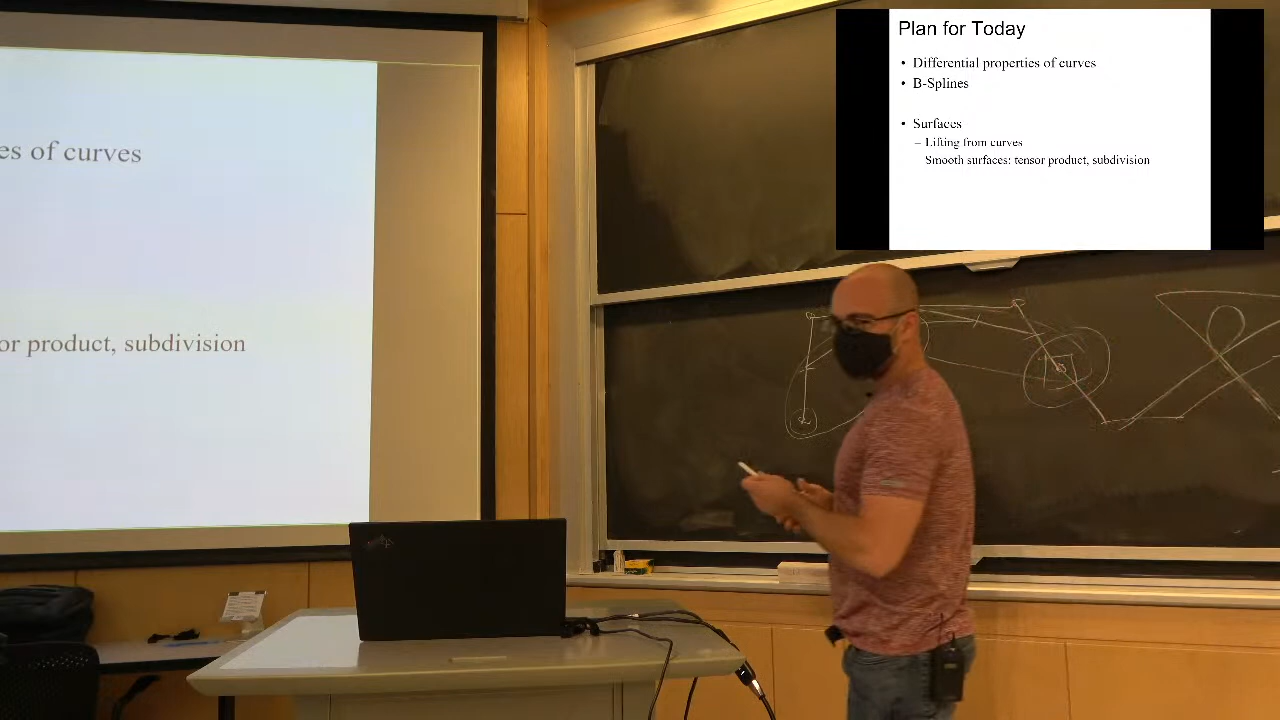 Plan for Today
• Differential properties of curves
• B-Splines
• Surfaces
– Lifting from curves
Smooth surfaces: tensor product, subdivision
es of curves
or product, subdivision